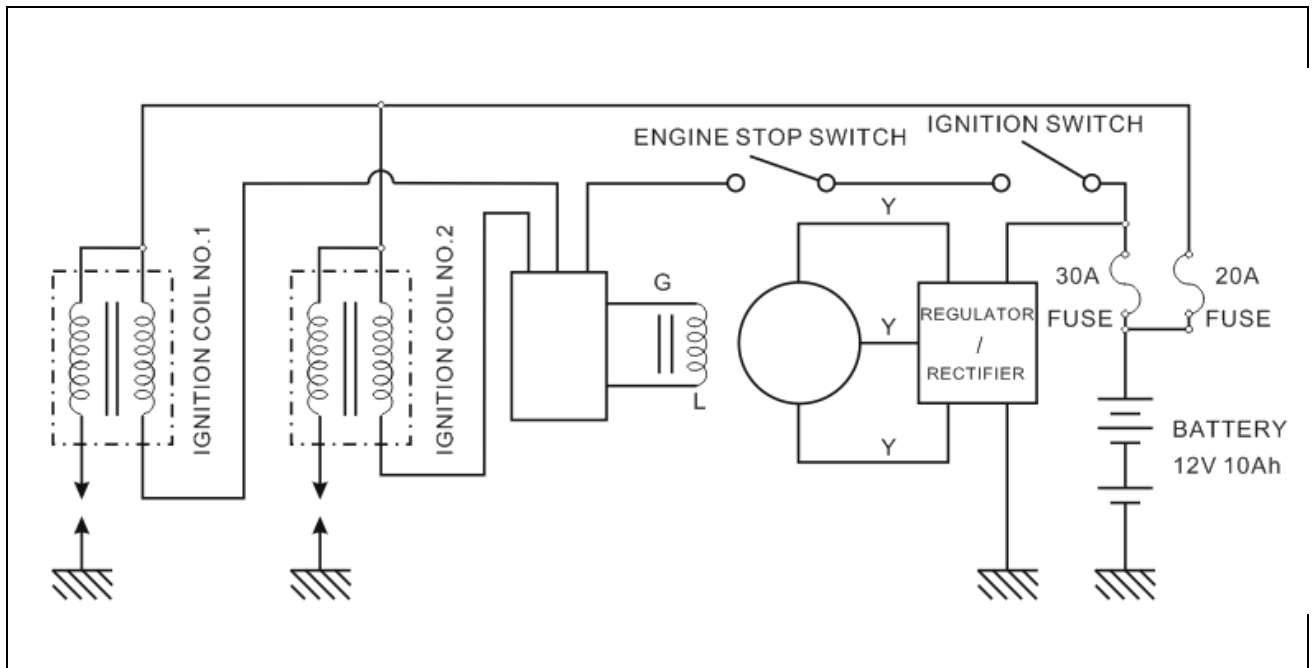 ENGINE STOP SWITCH
IGNITION SWITCH
IGNITION COIL NO.1
IGNITION COIL NO.2
G
L
Y
Y
Y
REGULATOR
/
RECTIFIER
30A
FUSE
20A
FUSE
BATTERY
12V 10Ah